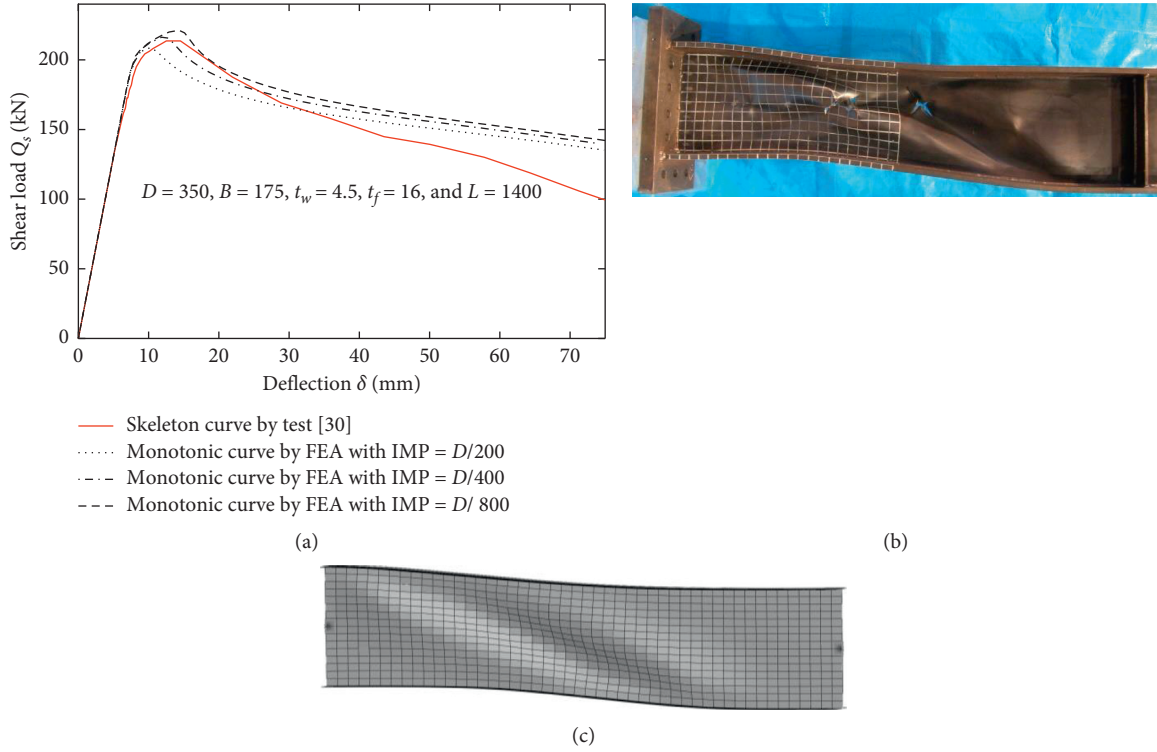 200
150
100
50
0
Shear load Qs (kN)
D = 350, B = 175, tw = 4.5, tf = 16, and L = 1400
0 10 20 30 40 50 60 70
Deflection δ (mm)
Skeleton curve by test [30]
Monotonic curve by FEA with IMP = D/200
Monotonic curve by FEA with IMP = D/400
Monotonic curve by FEA with IMP = D/ 800
(a)
(b)
(c)